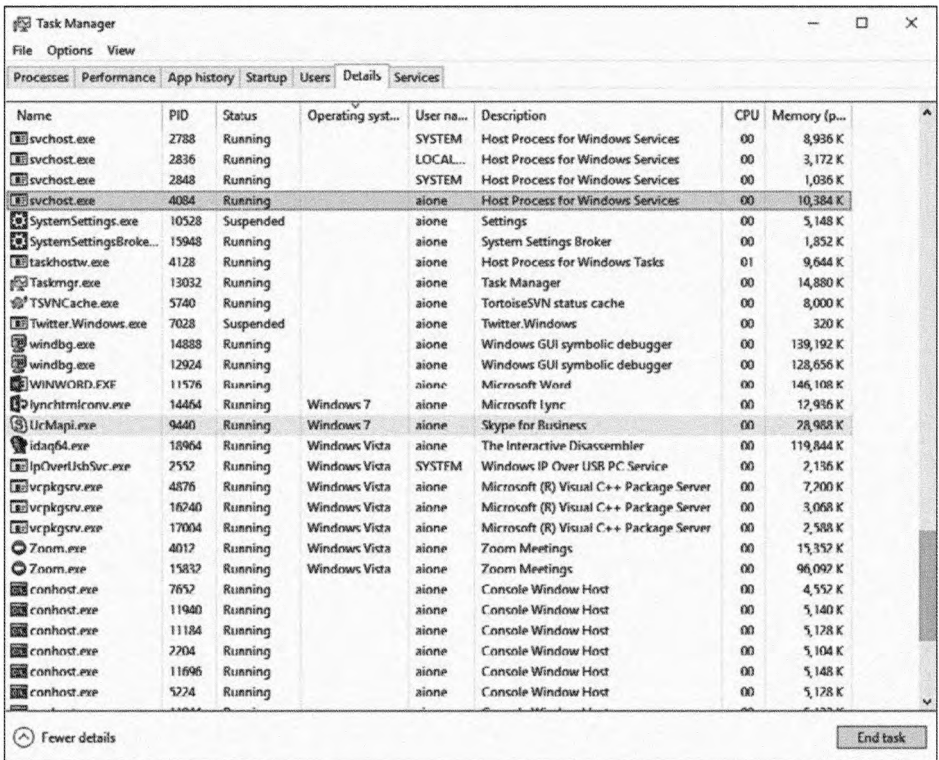 Task Manager
File Options View
Processes Performance App history Startup Users Details Services
Name PID Status Operating syst... User na... Description CPU Memory (p...
svchost.exe 2788 Running SYSTEM Host Process for Windows Services 00 8,936 K
svchost.exe 2836 Running LOCAL... Host Process for Windows Services 00 3,172 K
svchost.exe 2848 Running SYSTEM Host Process for Windows Services 00 1,036 K
svchost.exe 4084 Running aione Host Process for Windows Services 00 10,384 K
SystemSettings.exe 10528 Suspended aione Settings 00 5,148 K
SystemSettingsBroke... 15948 Running aione System Settings Broker 00 1,852 K
taskhostw.exe 4128 Running aione Host Process for Windows Tasks 01 9,644 K
Taskmgr.exe 13032 Running aione Task Manager 00 14,880 K
TSVNCache.exe 5740 Running aione TortoiseSVN status cache 00 8,000 K
Twitter.Windows.exe 7028 Suspended aione Twitter.Windows 00 320 K
windbg.exe 14888 Running aione Windows GUI symbolic debugger 00 139,192 K
windbg.exe 12924 Running aione Windows GUI symbolic debugger 00 128,656 K
WINWORD.EXE 11576 Running aione Microsoft Word 00 146,108 K
lynchtmlconv.exe 14464 Running Windows 7 aione Microsoft Lync 00 12,936 K
UcMapi.exe 9440 Running Windows 7 aione Skype for Business 00 28,988 K
idaq64.exe 18964 Running Windows Vista aione The Interactive Disassembler 00 119,844 K
IpOverUsbSvc.exe 2552 Running Windows Vista SYSTEM Windows IP Over USB PC Service 00 2,136 K
vcpkgsrv.exe 4876 Running Windows Vista aione Microsoft (R) Visual C++ Package Server 00 7,200 K
vcpkgsrv.exe 16240 Running Windows Vista aione Microsoft (R) Visual C++ Package Server 00 3,068 K
vcpkgsrv.exe 17004 Running Windows Vista aione Microsoft (R) Visual C++ Package Server 00 2,588 K
Zoom.exe 4012 Running Windows Vista aione Zoom Meetings 00 15,352 K
Zoom.exe 15832 Running Windows Vista aione Zoom Meetings 00 96,092 K
conhost.exe 7652 Running aione Console Window Host 00 4,552 K
conhost.exe 11940 Running aione Console Window Host 00 5,140 K
conhost.exe 11184 Running aione Console Window Host 00 5,128 K
conhost.exe 2204 Running aione Console Window Host 00 5,104 K
conhost.exe 11696 Running aione Console Window Host 00 5,148 K
conhost.exe 5224 Running aione Console Window Host 00 5,128 K
Fewer details End task